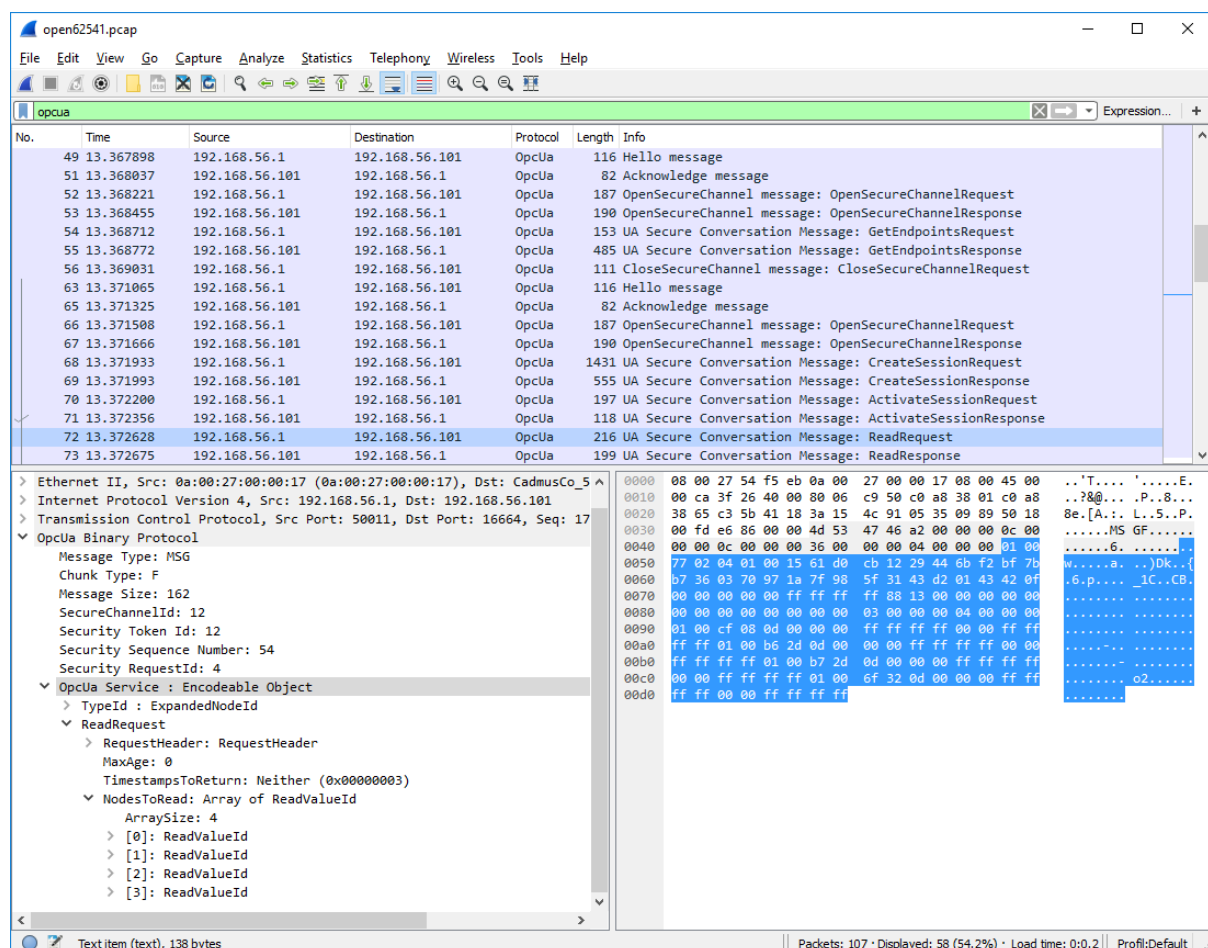 open62541.pcap
File Edit View Go Capture Analyze Statistics Telephony Wireless Tools Help
opcua Expression... +
No. Time Source Destination Protocol Length Info
49 13.367898 192.168.56.1 192.168.56.101 OpcUa 116 Hello message
51 13.368037 192.168.56.101 192.168.56.1 OpcUa 82 Acknowledge message
52 13.368221 192.168.56.1 192.168.56.101 OpcUa 187 OpenSecureChannel message: OpenSecureChannelRequest
53 13.368455 192.168.56.101 192.168.56.1 OpcUa 190 OpenSecureChannel message: OpenSecureChannelResponse
54 13.368712 192.168.56.1 192.168.56.101 OpcUa 153 UA Secure Conversation Message: GetEndpointsRequest
55 13.368772 192.168.56.101 192.168.56.1 OpcUa 485 UA Secure Conversation Message: GetEndpointsResponse
56 13.369031 192.168.56.1 192.168.56.101 OpcUa 111 CloseSecureChannel message: CloseSecureChannelRequest
63 13.371065 192.168.56.1 192.168.56.101 OpcUa 116 Hello message
65 13.371325 192.168.56.101 192.168.56.1 OpcUa 82 Acknowledge message
66 13.371508 192.168.56.1 192.168.56.101 OpcUa 187 OpenSecureChannel message: OpenSecureChannelRequest
67 13.371666 192.168.56.101 192.168.56.1 OpcUa 190 OpenSecureChannel message: OpenSecureChannelResponse
68 13.371933 192.168.56.1 192.168.56.101 OpcUa 1431 UA Secure Conversation Message: CreateSessionRequest
69 13.371993 192.168.56.101 192.168.56.1 OpcUa 555 UA Secure Conversation Message: CreateSessionResponse
70 13.372200 192.168.56.1 192.168.56.101 OpcUa 197 UA Secure Conversation Message: ActivateSessionRequest
71 13.372356 192.168.56.101 192.168.56.1 OpcUa 118 UA Secure Conversation Message: ActivateSessionResponse
72 13.372628 192.168.56.1 192.168.56.101 OpcUa 216 UA Secure Conversation Message: ReadRequest
73 13.372675 192.168.56.101 192.168.56.1 OpcUa 199 UA Secure Conversation Message: ReadResponse
Ethernet II, Src: 0a:00:27:00:00:17 (0a:00:27:00:00:17), Dst: CadmusCo_5
Internet Protocol Version 4, Src: 192.168.56.1, Dst: 192.168.56.101
Transmission Control Protocol, Src Port: 50011, Dst Port: 16664, Seq: 17
OpcUa Binary Protocol
Message Type: MSG
Chunk Type: F
Message Size: 162
SecureChannelId: 12
Security Token Id: 12
Security Sequence Number: 54
Security RequestId: 4
OpcUa Service : Encodeable Object
TypeId : ExpandedNodeId
ReadRequest
RequestHeader: RequestHeader
MaxAge: 0
TimestampsToReturn: Neither (0x00000003)
NodesToRead: Array of ReadValueId
ArraySize: 4
[0]: ReadValueId
[1]: ReadValueId
[2]: ReadValueId
[3]: ReadValueId
0000 08 00 27 54 f5 eb 0a 00 27 00 00 17 08 00 45 00 ..'T.... '.....E.
0010 00 ca 3f 26 40 00 80 06 c9 50 c0 a8 38 01 c0 a8 ..?&@... .P..8...
0020 38 65 c3 5b 41 18 3a 15 4c 91 05 35 09 89 50 18 8e.[A.:. L..5..P.
0030 00 fd e6 86 00 00 4d 53 47 46 a2 00 00 00 0c 00 ......MS GF......
0040 00 00 0c 00 00 00 36 00 00 00 04 00 00 00 01 00 ......6. ........
0050 77 02 04 01 00 15 61 d0 cb 12 29 44 6b f2 bf 7b w.....a. ..)Dk..{
0060 b7 36 03 70 97 1a 7f 98 5f 31 43 d2 01 43 42 0f .6.p.... _1C..CB.
0070 00 00 00 00 00 ff ff ff ff 88 13 00 00 00 00 00 ........ ........
0080 00 00 00 00 00 00 00 00 03 00 00 00 04 00 00 00 ........ ........
0090 01 00 cf 08 0d 00 00 00 ff ff ff ff 00 00 ff ff ........ ........
00a0 ff ff 01 00 b6 2d 0d 00 00 00 ff ff ff ff 00 00 .....-.. ........
00b0 ff ff ff ff 01 00 b7 2d 0d 00 00 00 ff ff ff ff .......- ........
00c0 00 00 ff ff ff ff 01 00 6f 32 0d 00 00 00 ff ff ........ o2......
00d0 ff ff 00 00 ff ff ff ff ........
Text item (text), 138 bytes Packets: 107 · Displayed: 58 (54.2%) · Load time: 0:0.2 Profil:Default